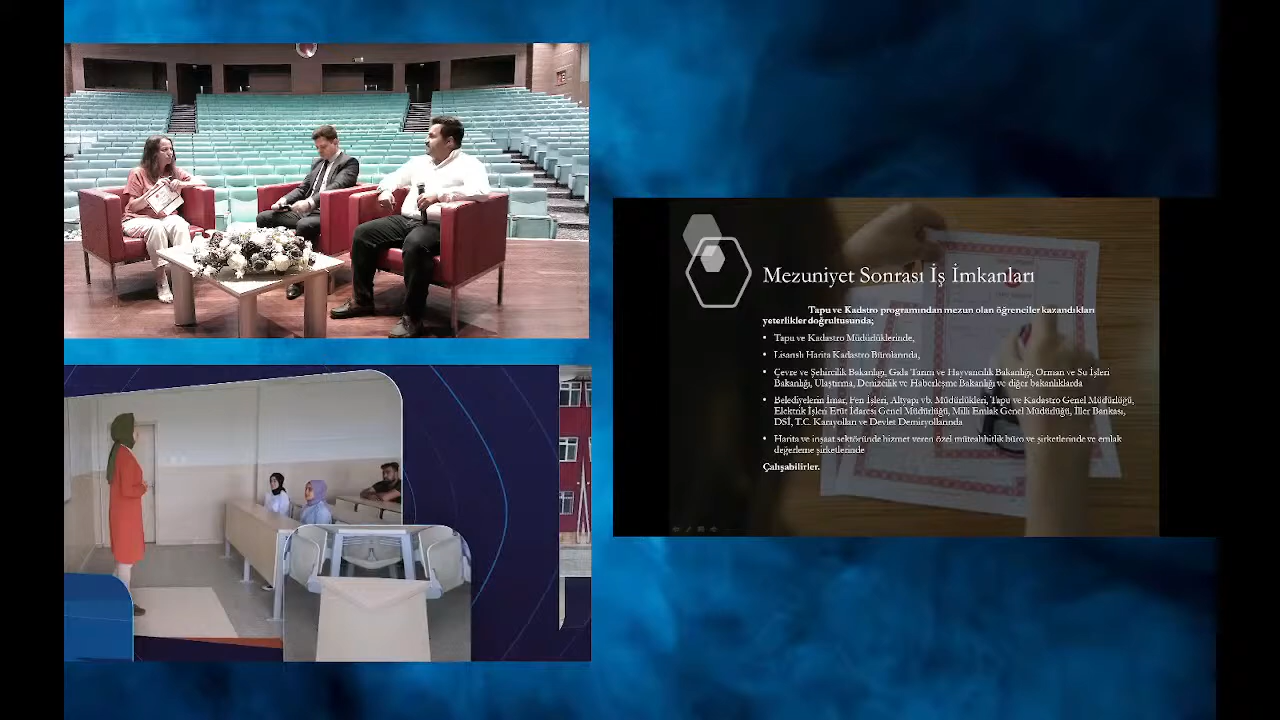 Mezuniyet Sonrası İş İmkanları
Tapu ve Kadastro programından mezun olan öğrenciler kazandıkları
yeterlikler doğrultusunda;
• Tapu ve Kadastro Müdüdüklerinde,
• Lisanslı Harita Kadastro Bürolarında,
• Çevre ve Şehircilik Bakanlığı, Gıda Tarım ve Hayvancılık Bakanlığı, Orman ve Su İşleri
Bakanlığı, Ulaştırma, Denizcilik ve Haberleşme Bakanlığı ve diğer bakanlıklarda
• Belediyelerin İmar, Fen İşleri, Altyapı vb. Müdürlükleri, Tapu ve Kadastro Genel Müdürlüğü,
Elektrik İşleri Etüt İdaresi Genel Müdürlüğü, Milli Emlak Genel Müdürlüğü, İller Bankası,
DSİ, T.C. Karayolları ve Devlet Demiryollarında
• Harita ve inşaat sektöründe hizmet veren özel müteahhitlik büro ve şirketlerinde ve emlak
değerleme şirketlerinde
Çalışabilirler.